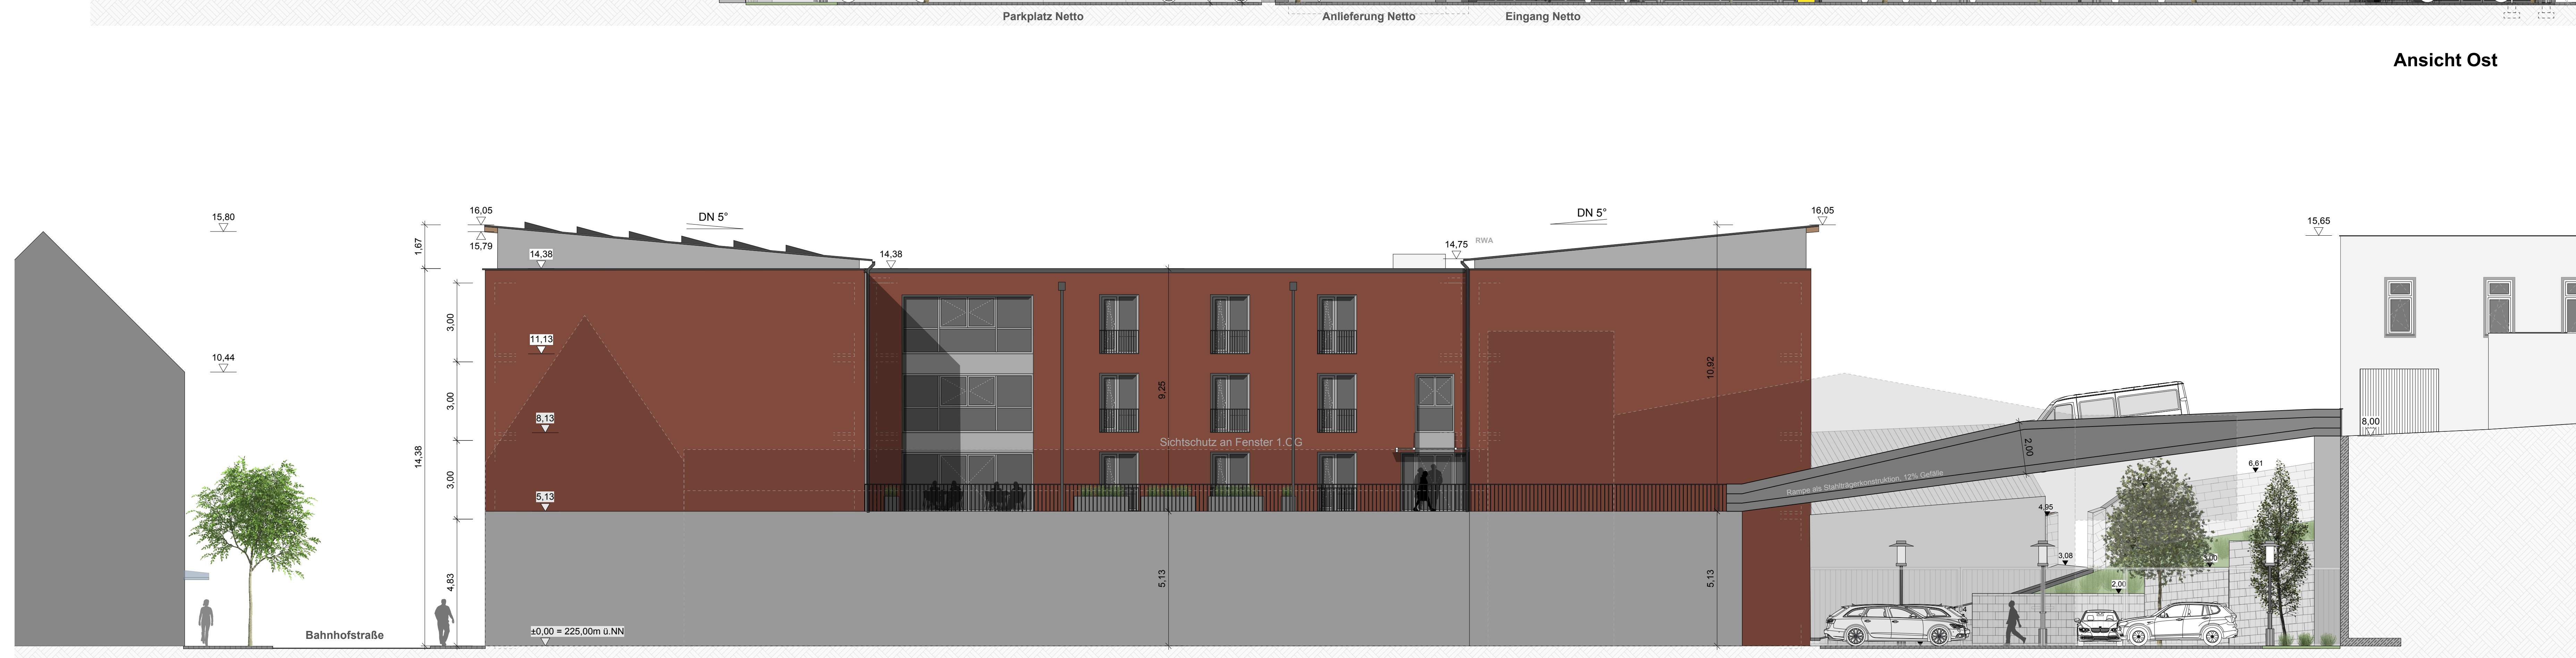 Parkplatz Netto
Anlieferung Netto
Eingang Netto
Ansicht Ost
15,80
10,44
16,05
15,79
1,67
14,38
DN 5°
14,38
14,75
RWA
DN 5°
16,05
15,65
3,00
11,13
3,00
8,13
3,00
5,13
14,38
4,83
9,25
10,92
Sichtschutz an Fenster 1.OG
5,13
5,13
2,00
8,00
6,61
Rampe als Stahlträgerkonstruktion, 12% Gefälle
4,95
3,08
2,00
±0,00 = 225,00m ü.NN
Bahnhofstraße